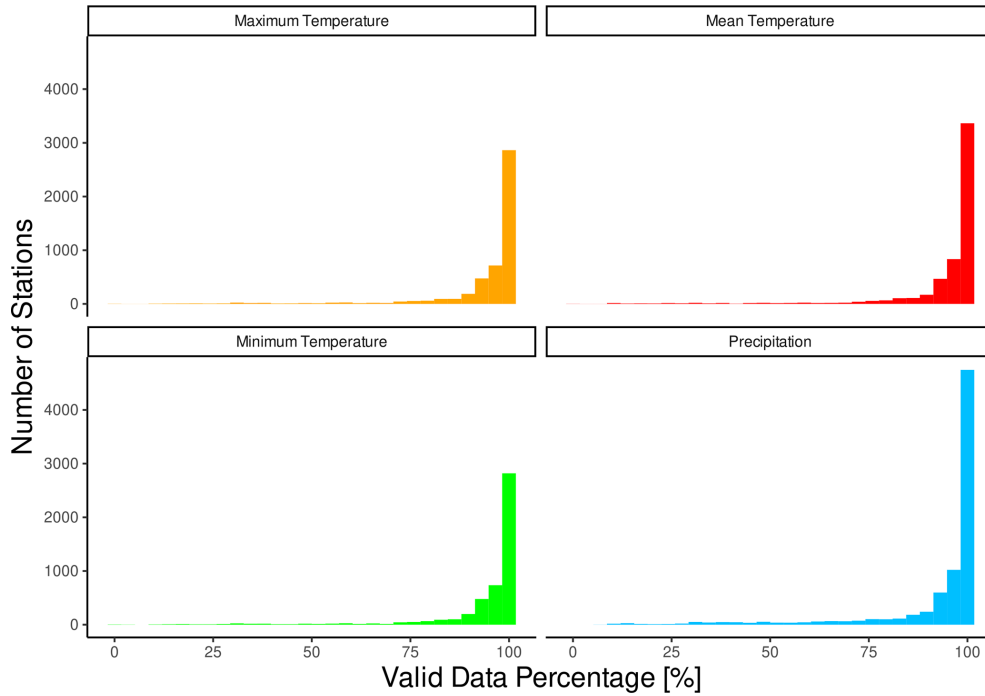 Maximum Temperature
Mean Temperature
4000
3000
2000
1000
0
Minimum Temperature
Precipitation
4000
3000
2000
1000
0
0 25 50 75 100
0 25 50 75 100
Number of Stations
Valid Data Percentage [%]